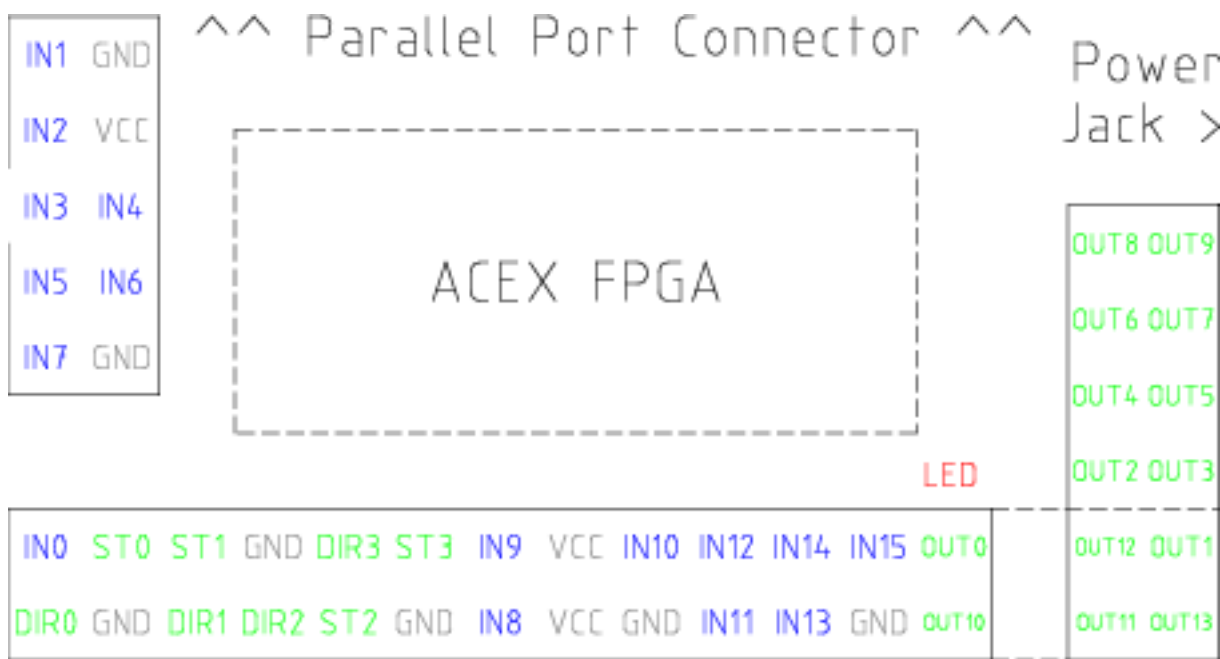 ^^ Parallel Port Connector ^^
Power
Jack >
IN1 GND
IN2 VCC
IN3 IN4
IN5 IN6
IN7 GND
ACEX FPGA
OUT8 OUT9
OUT6 OUT7
OUT4 OUT5
OUT2 OUT3
LED
IN0 ST0 ST1 GND DIR3 ST3 IN9 VCC IN10 IN12 IN14 IN15 OUT0
OUT12 OUT1
DIR0 GND DIR1 DIR2 ST2 GND IN8 VCC GND IN11 IN13 GND OUT10
OUT11 OUT13